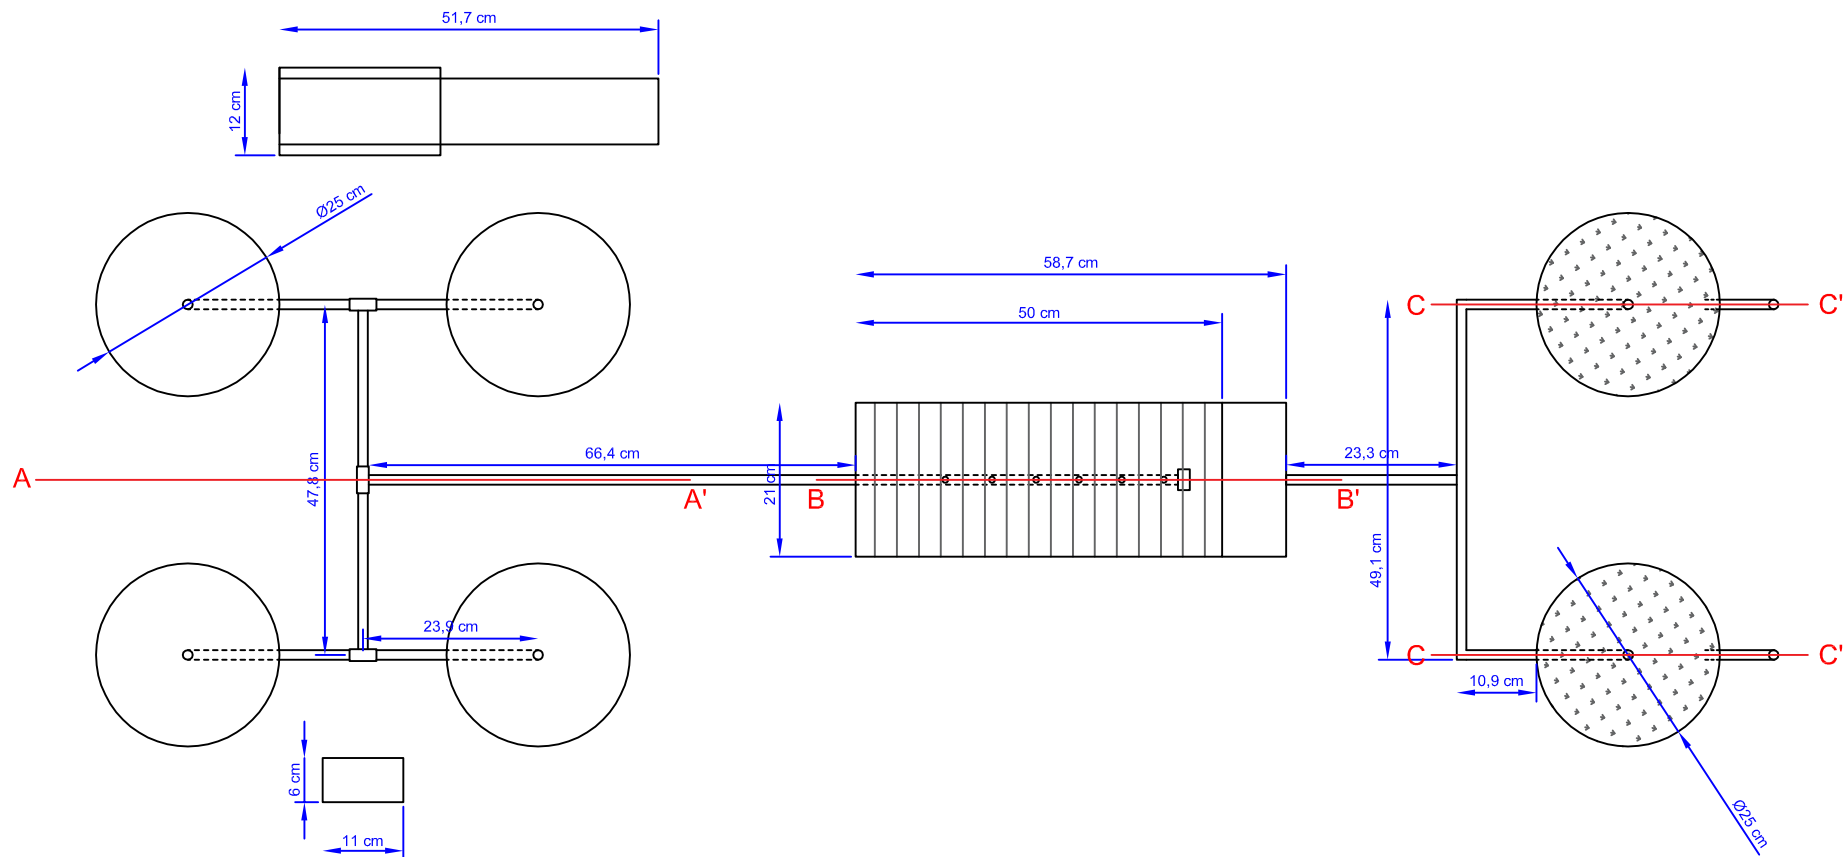 51,7 cm
12 cm
Ø25 cm
58,7 cm
50 cm
C
C'
A
47,8 cm
66,4 cm
A'
21 cm
B
B'
23,3 cm
49,1 cm
23,9 cm
C
C'
10,9 cm
6 cm
11 cm
Ø25 cm